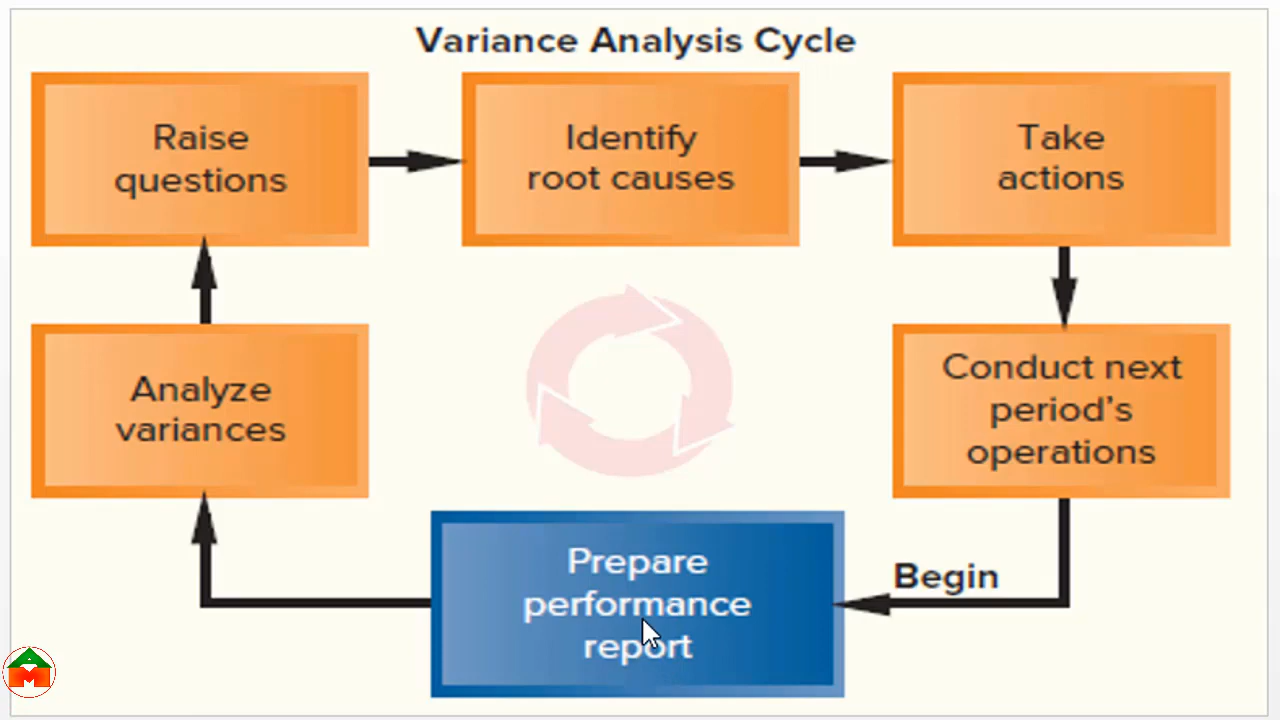 Variance Analysis Cycle
Raise
questions
Identify
root causes
Take
actions
Analyze
variances
Conduct next
period's
operations
Prepare
performance
report
Begin
M